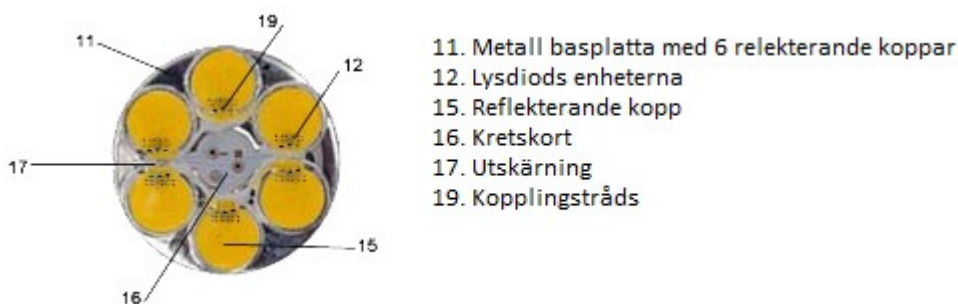 19
11
12
17
15
16
11. Metall basplatta med 6 relekterande koppar
12. Lysdiods enheterna
15. Reflekterande kopp
16. Kretskort
17. Utskärning
19. Kopplingstråds